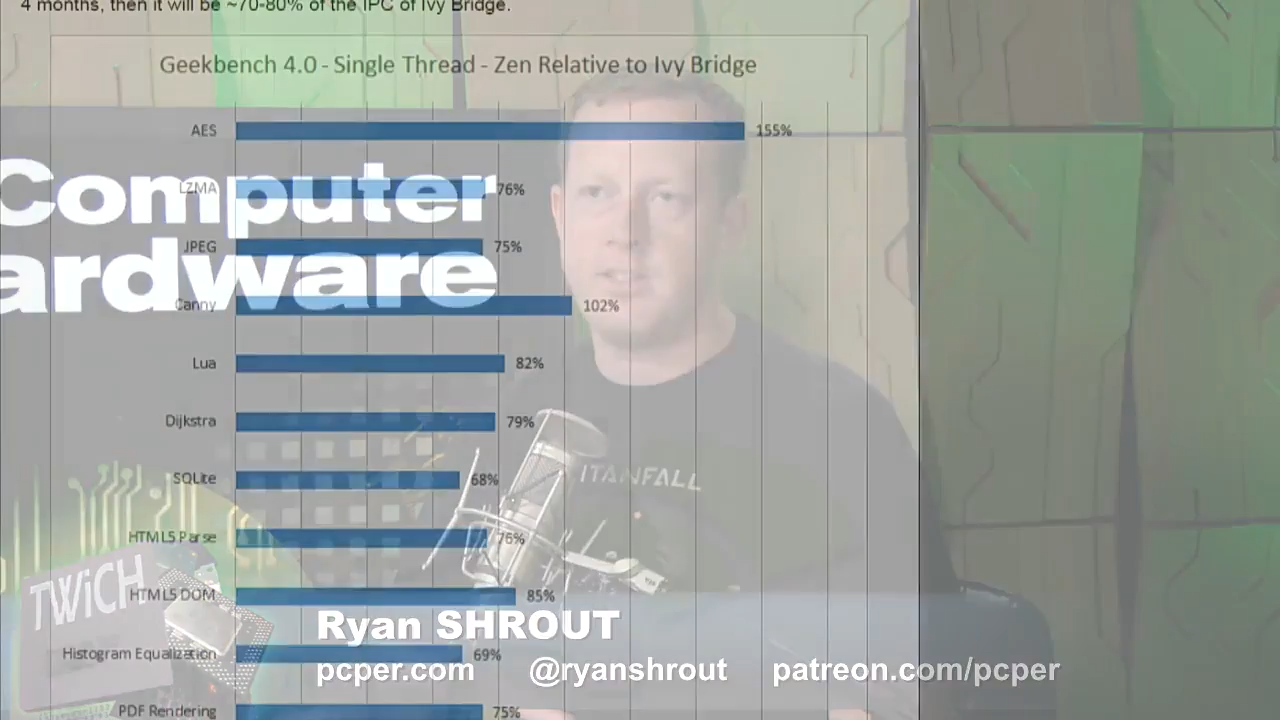 4 months, then it will be ~70-80% of the IPC of Ivy Bridge.
Geekbench 4.0 - Single Thread - Zen Relative to Ivy Bridge
AES 155%
Computer
LZMA 76%
JPEG 75%
ardware
Canny 102%
Lua 82%
Dijkstra 79%
ITANFALL
SQLite 68%
HTML5 Parse 76%
TWiCH
HTML5 DOM 85%
Ryan SHROUT
Histogram Equalization 69%
pcper.com @ryanshrout patreon.com/pcper
PDF Rendering 75%